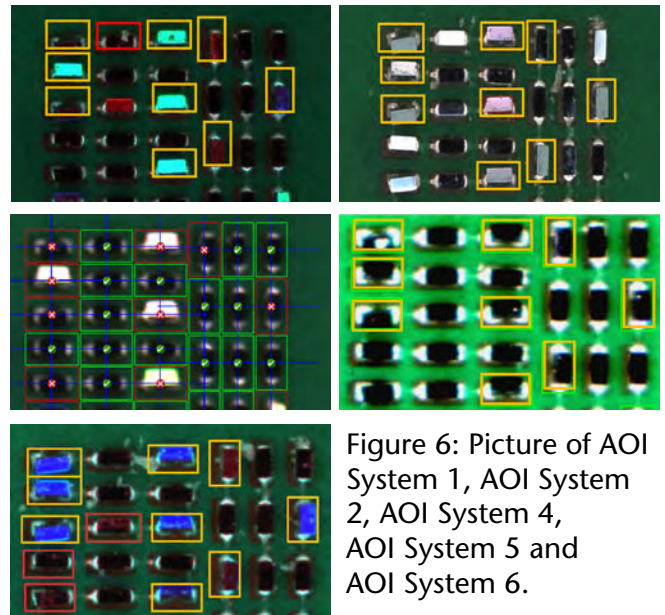 Figure 6: Picture of AOI
System 1, AOI System
2, AOI System 4,
AOI System 5 and
AOI System 6.